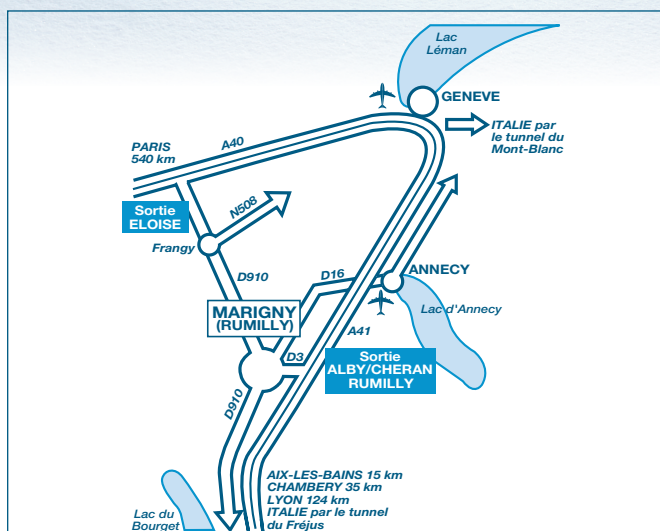 Lac
Léman
GENEVE
ITALIE par
le tunnel du
Mont-Blanc
A40
PARIS
540 km
Sortie
ELOISE
N508
Frangy
D910
D16
ANNECY
Lac d'Annecy
MARIGNY
(RUMILLY)
A41
D3
Sortie
ALBY/CHERAN
RUMILLY
D910
AIX-LES-BAINS 15 km
CHAMBERY 35 km
LYON 124 km
ITALIE par le tunnel
du Fréjus
Lac du
Bourget